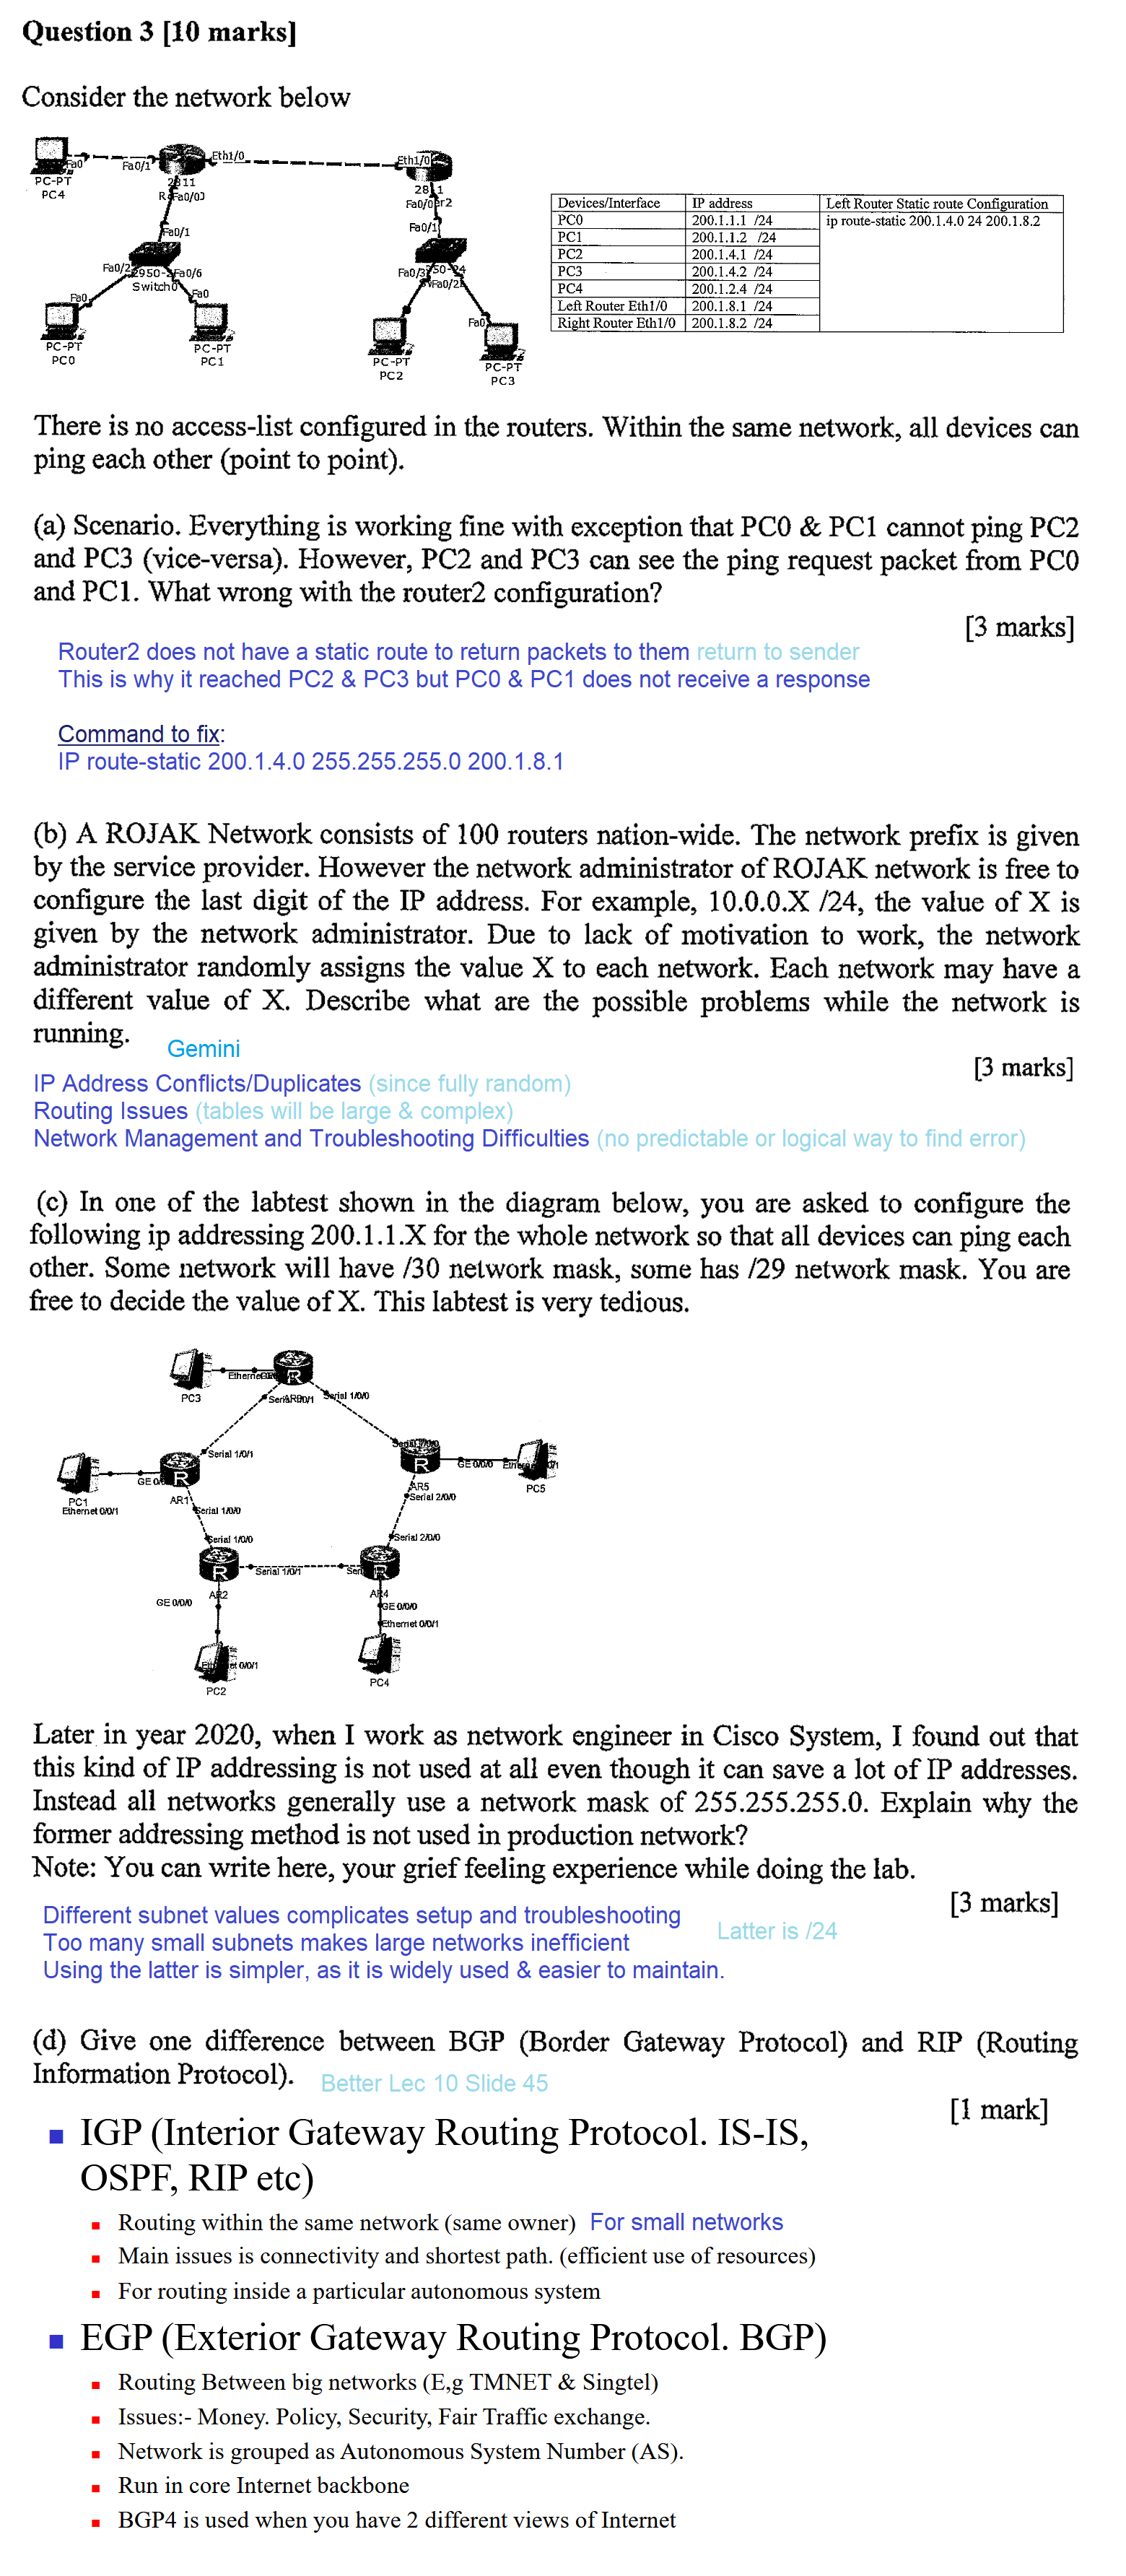 Question 3 [10 marks]
Consider the network below
Fa0
Fa0/1
Eth1/0
Eth1/0
PC-PT
PC4
2811
Fa0/0
2811
Fa0/1
Fa0/1
Fa0/2
Fa0/6
Switch0
Fa0
Fa0
Fa0/3
Fa0/2
Fa0
PC-PT
PC0
PC-PT
PC1
PC-PT
PC2
PC-PT
PC3
Devices/Interface IP address Left Router Static route Configuration
PC0 200.1.1.1 /24 ip route-static 200.1.4.0 24 200.1.8.2
PC1 200.1.1.2 /24
PC2 200.1.4.1 /24
PC3 200.1.4.2 /24
PC4 200.1.2.4 /24
Left Router Eth1/0 200.1.8.1 /24
Right Router Eth1/0 200.1.8.2 /24
There is no access-list configured in the routers. Within the same network, all devices can
ping each other (point to point).
(a) Scenario. Everything is working fine with exception that PC0 & PC1 cannot ping PC2
and PC3 (vice-versa). However, PC2 and PC3 can see the ping request packet from PC0
and PC1. What wrong with the router2 configuration?
[3 marks]
Router2 does not have a static route to return packets to them return to sender
This is why it reached PC2 & PC3 but PC0 & PC1 does not receive a response
Command to fix:
IP route-static 200.1.4.0 255.255.255.0 200.1.8.1
(b) A ROJAK Network consists of 100 routers nation-wide. The network prefix is given
by the service provider. However the network administrator of ROJAK network is free to
configure the last digit of the IP address. For example, 10.0.0.X /24, the value of X is
given by the network administrator. Due to lack of motivation to work, the network
administrator randomly assigns the value X to each network. Each network may have a
different value of X. Describe what are the possible problems while the network is
running.
Gemini
[3 marks]
IP Address Conflicts/Duplicates (since fully random)
Routing Issues (tables will be large & complex)
Network Management and Troubleshooting Difficulties (no predictable or logical way to find error)
(c) In one of the labtest shown in the diagram below, you are asked to configure the
following ip addressing 200.1.1.X for the whole network so that all devices can ping each
other. Some network will have /30 network mask, some has /29 network mask. You are
free to decide the value of X. This labtest is very tedious.
PC3
Serial 1/0/0
Serial 1/0/1
PC1
Ethernet 0/0/1
AR1
Serial 1/0/0
GE 0/0/0
AR5
Serial 2/0/0
PC5
Serial 1/0/0
Serial 2/0/0
Serial 1/0/1
AR2
AR4
GE 0/0/0
GE 0/0/0
Ethernet 0/0/1
PC2
PC4
Later in year 2020, when I work as network engineer in Cisco System, I found out that
this kind of IP addressing is not used at all even though it can save a lot of IP addresses.
Instead all networks generally use a network mask of 255.255.255.0. Explain why the
former addressing method is not used in production network?
Note: You can write here, your grief feeling experience while doing the lab.
[3 marks]
Different subnet values complicates setup and troubleshooting
Latter is /24
Too many small subnets makes large networks inefficient
Using the latter is simpler, as it is widely used & easier to maintain.
(d) Give one difference between BGP (Border Gateway Protocol) and RIP (Routing
Information Protocol).
Better Lec 10 Slide 45
[1 mark]
IGP (Interior Gateway Routing Protocol. IS-IS,
OSPF, RIP etc)
Routing within the same network (same owner) For small networks
Main issues is connectivity and shortest path. (efficient use of resources)
For routing inside a particular autonomous system
EGP (Exterior Gateway Routing Protocol. BGP)
Routing Between big networks (E,g TMNET & Singtel)
Issues:- Money. Policy, Security, Fair Traffic exchange.
Network is grouped as Autonomous System Number (AS).
Run in core Internet backbone
BGP4 is used when you have 2 different views of Internet